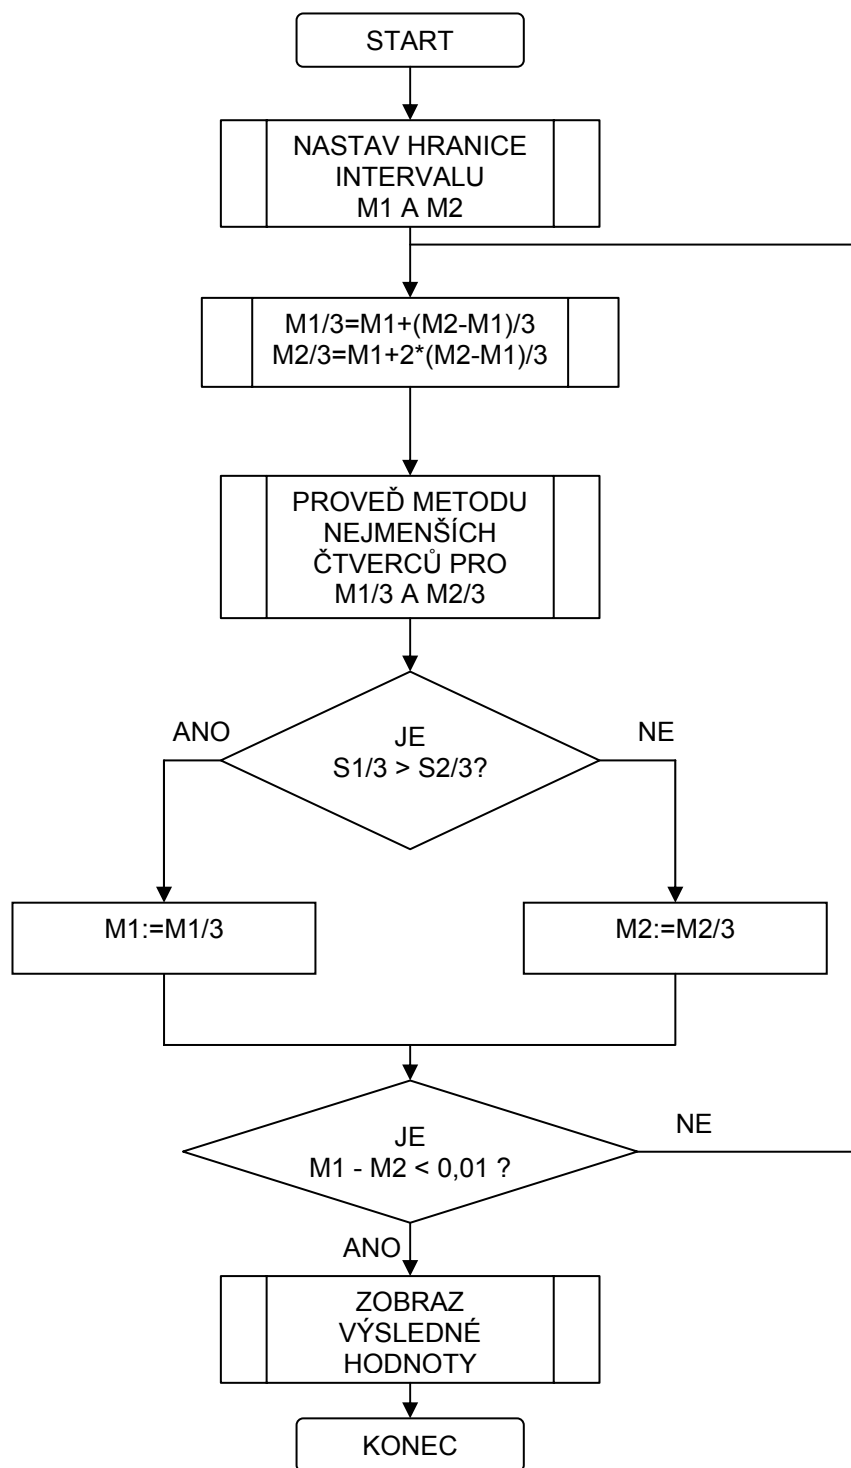 START
NASTAV HRANICE
INTERVALU
M1 A M2
M1/3=M1+(M2-M1)/3
M2/3=M1+2*(M2-M1)/3
PROVEĎ METODU
NEJMENŠÍCH
ČTVERCŮ PRO
M1/3 A M2/3
ANO
JE
S1/3 > S2/3?
NE
M1:=M1/3
M2:=M2/3
JE
M1 - M2 < 0,01 ?
NE
ANO
ZOBRAZ
VÝSLEDNÉ
HODNOTY
KONEC